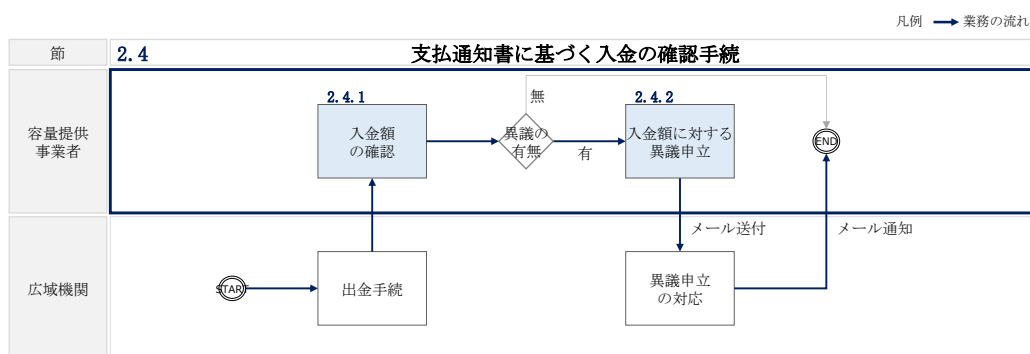 凡例 業務の流れ
節
2.4
支払通知書に基づく入金の確認手続
容量提供
事業者
2.4.1
入金額
の確認
無
異議の
有無
有
2.4.2
入金額に対する
異議申立
END
メール送付
メール通知
広域機関
START
出金手続
異議申立
の対応